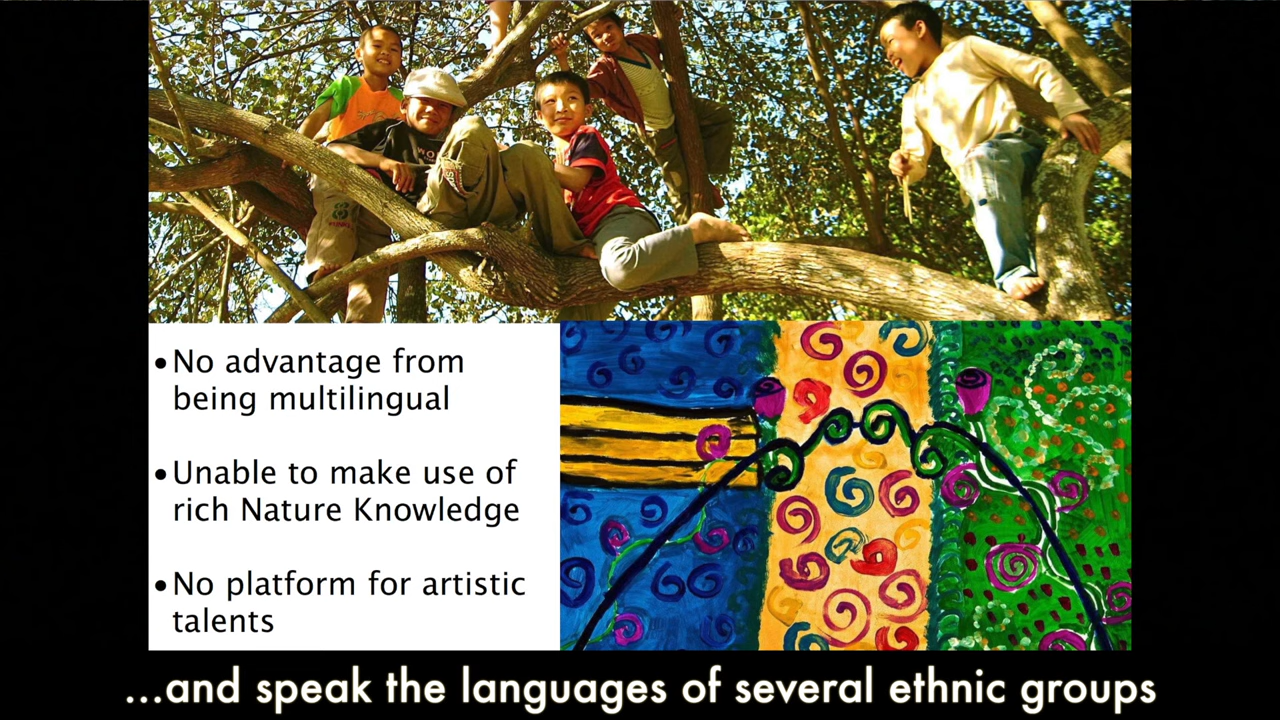 • No advantage from
being multilingual
• Unable to make use of
rich Nature Knowledge
• No platform for artistic
talents
...and speak the languages of several ethnic groups